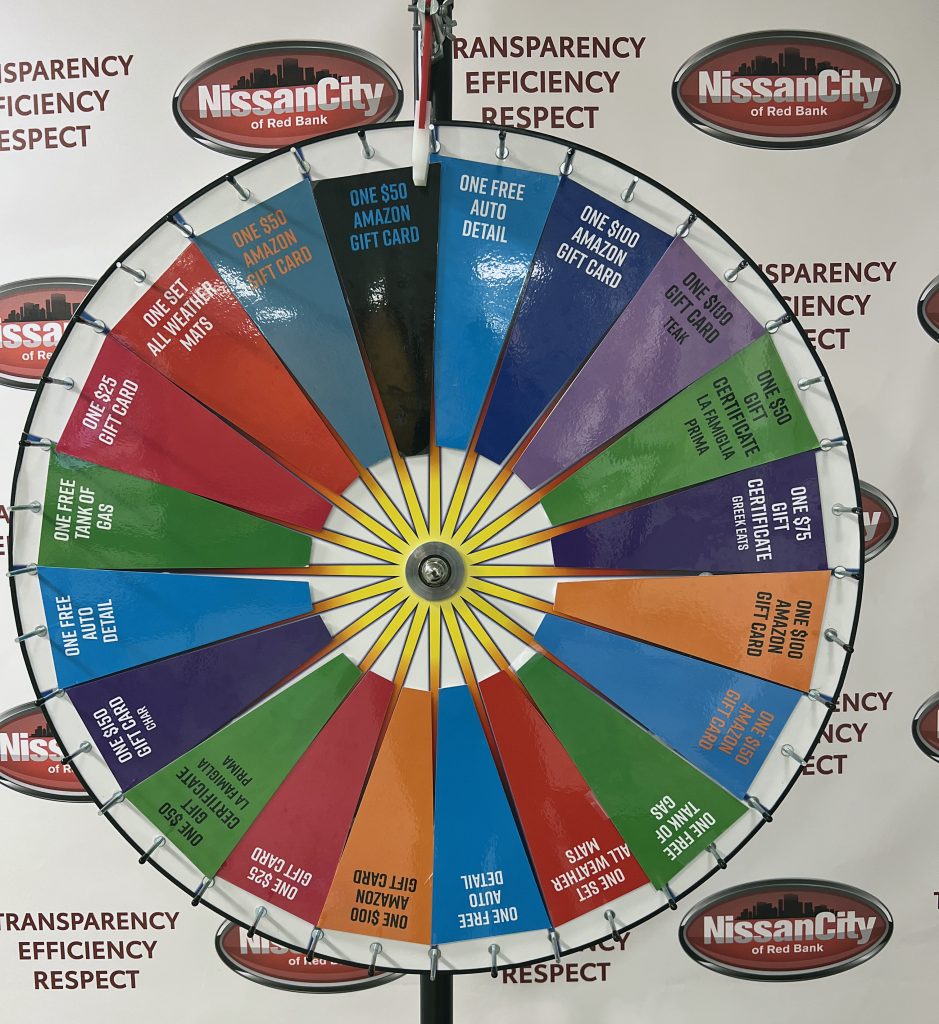 TRANSPARENCY
EFFICIENCY
RESPECT
NissanCity
of Red Bank
NissanCity
of Red Bank
ONE FREE
AUTO
DETAIL
ONE $100
AMAZON
GIFT CARD
ONE $100
GIFT CARD
TEAK
ONE $50
GIFT
CERTIFICATE
LA FAMIGLIA
PRIMA
ONE $75
GIFT
CERTIFICATE
GREEK EATS
ONE $100
AMAZON
GIFT CARD
ONE $150
AMAZON
GIFT CARD
ONE FREE
TANK OF
GAS
ONE SET
ALL WEATHER
MATS
ONE FREE
AUTO
DETAIL
ONE $100
AMAZON
GIFT CARD
ONE $25
GIFT CARD
ONE $50
GIFT
CERTIFICATE
LA FAMIGLIA
PRIMA
ONE $150
GIFT CARD
CHAR
ONE FREE
AUTO
DETAIL
ONE FREE
TANK OF
GAS
ONE $25
GIFT CARD
ONE SET
ALL WEATHER
MATS
ONE $50
AMAZON
GIFT CARD
ONE $50
AMAZON
GIFT CARD
TRANSPARENCY
EFFICIENCY
RESPECT
NissanCity
of Red Bank